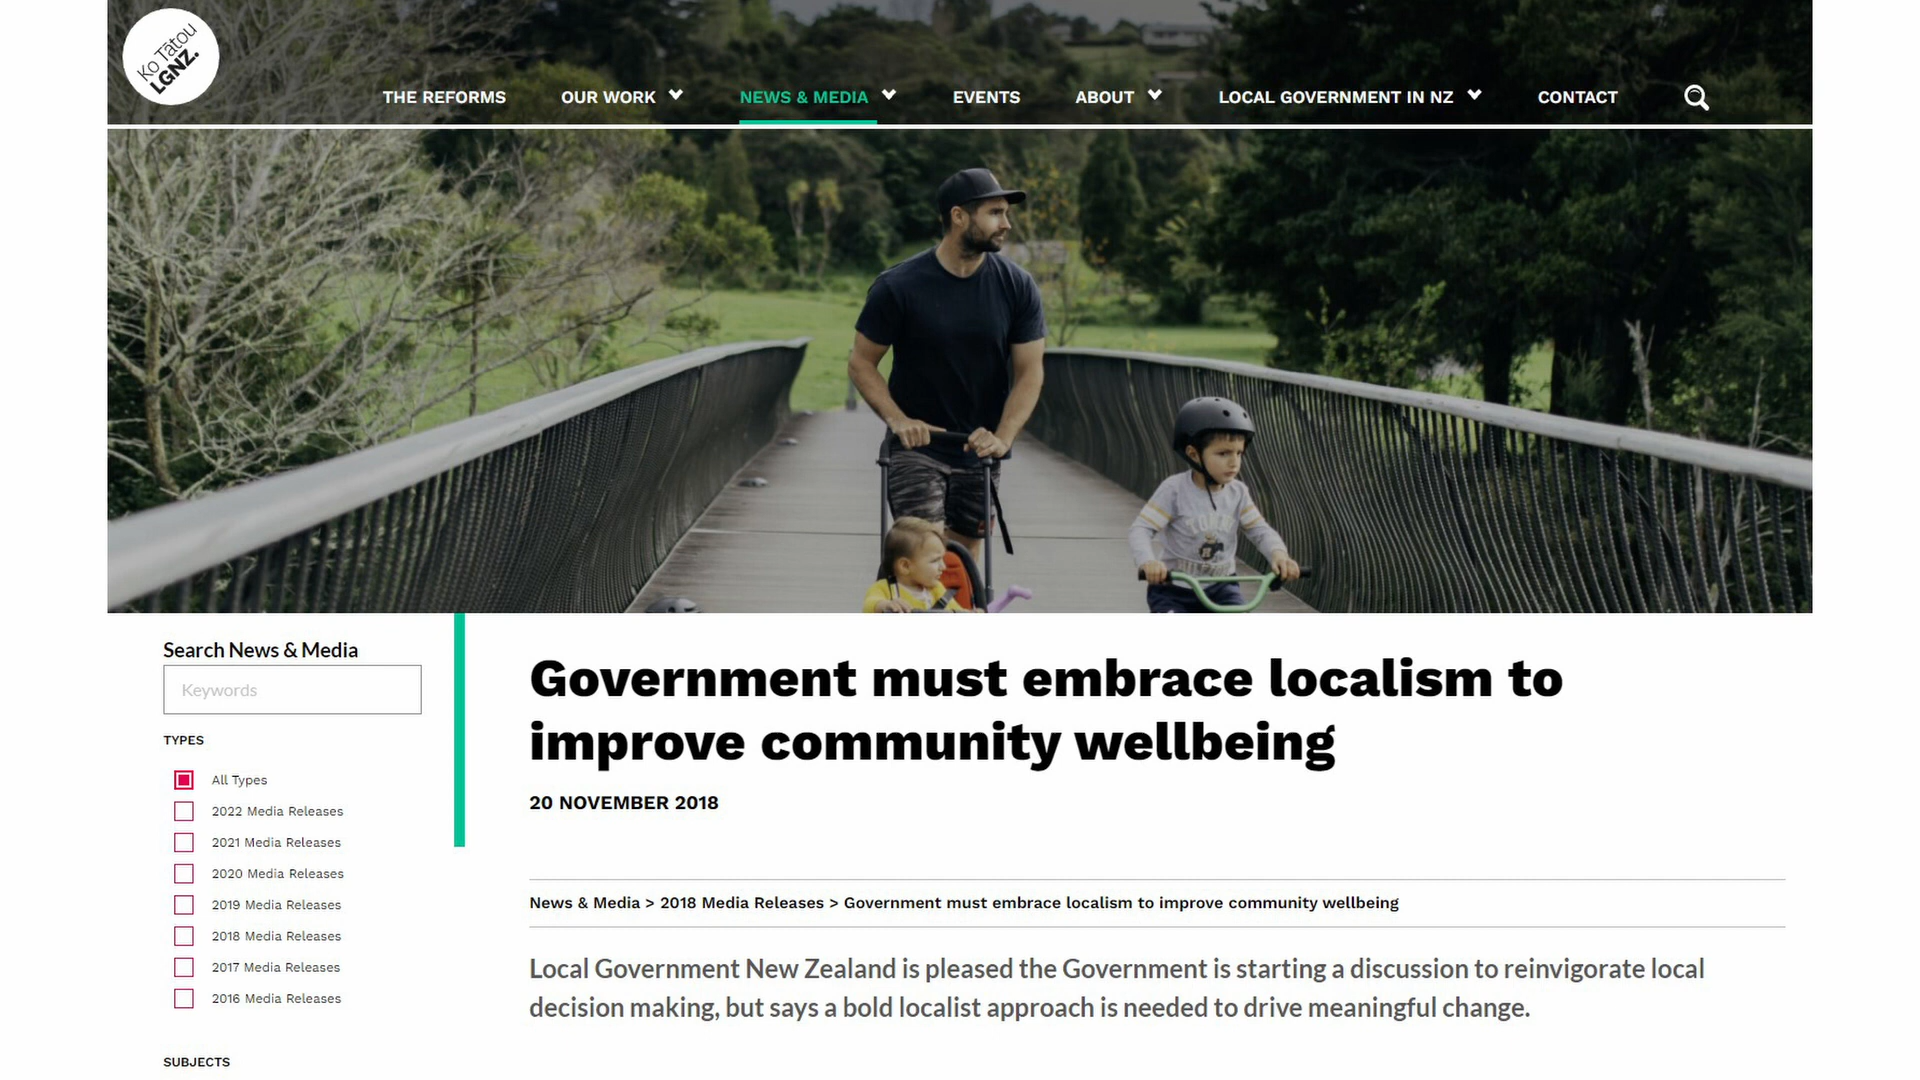 Ko Tātou
LGNZ.
THE REFORMS
OUR WORK
NEWS & MEDIA
EVENTS
ABOUT
LOCAL GOVERNMENT IN NZ
CONTACT
Search News & Media
Keywords
TYPES
All Types
2022 Media Releases
2021 Media Releases
2020 Media Releases
2019 Media Releases
2018 Media Releases
2017 Media Releases
2016 Media Releases
SUBJECTS
Government must embrace localism to
improve community wellbeing
20 NOVEMBER 2018
News & Media > 2018 Media Releases > Government must embrace localism to improve community wellbeing
Local Government New Zealand is pleased the Government is starting a discussion to reinvigorate local
decision making, but says a bold localist approach is needed to drive meaningful change.